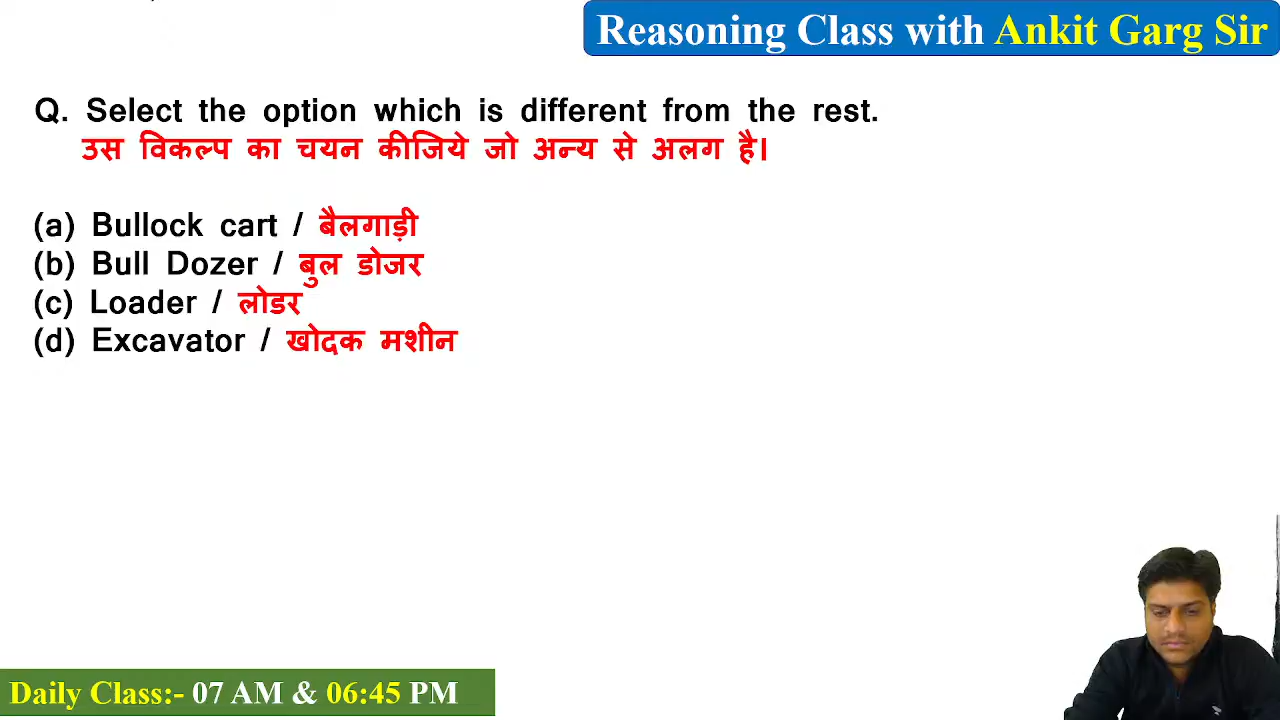 Reasoning Class with Ankit Garg Sir
Q. Select the option which is different from the rest.
उस विकल्प का चयन कीजिये जो अन्य से अलग है।
(a) Bullock cart / बैलगाड़ी
(b) Bull Dozer / बुल डोजर
(c) Loader / लोडर
(d) Excavator / खोदक मशीन
Daily Class:- 07 AM & 06:45 PM